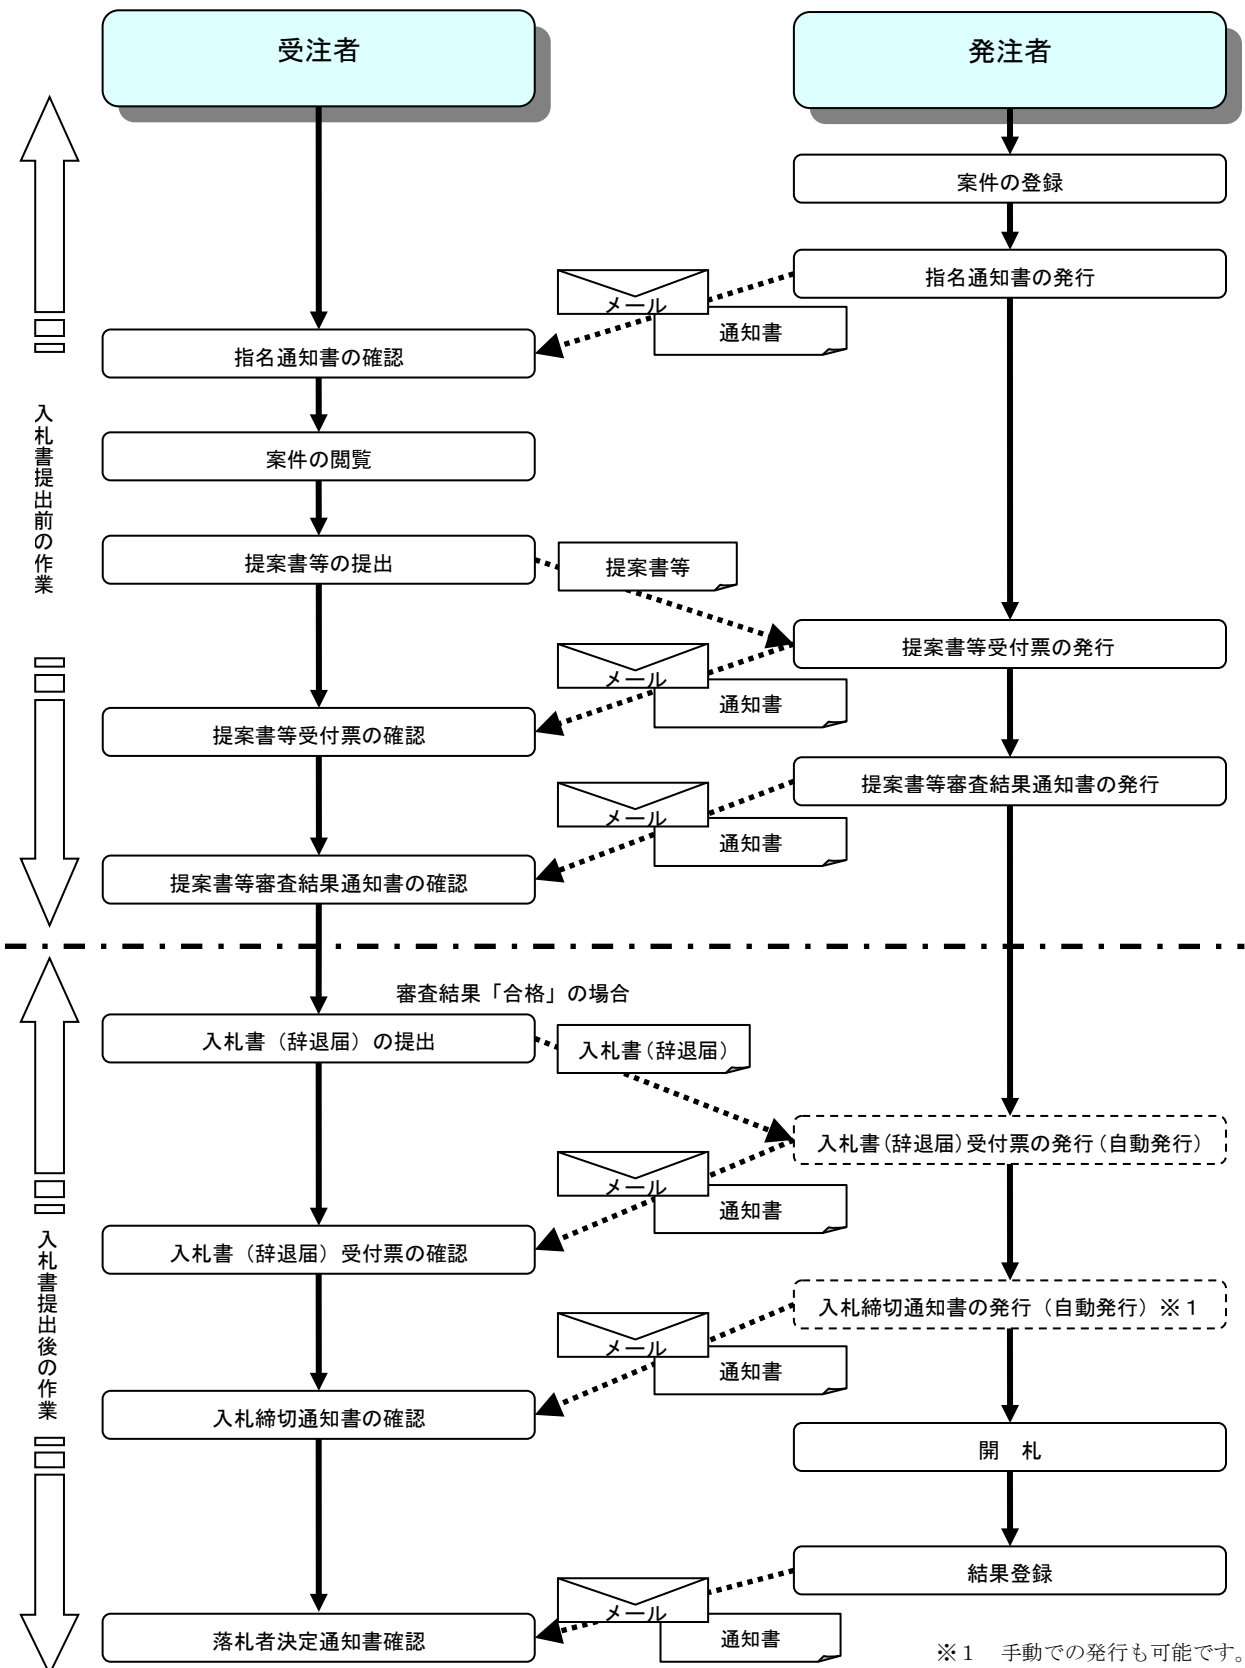 受注者
発注者
案件の登録
指名通知書の発行
メール
通知書
指名通知書の確認
入札書提出前の作業
案件の閲覧
提案書等の提出
提案書等
提案書等受付票の発行
メール
通知書
提案書等受付票の確認
提案書等審査結果通知書の発行
メール
通知書
提案書等審査結果通知書の確認
審査結果「合格」の場合
入札書（辞退届）の提出
入札書(辞退届)
入札書(辞退届)受付票の発行(自動発行)
メール
通知書
入札書（辞退届）受付票の確認
入札書提出後の作業
入札締切通知書の発行（自動発行）※１
メール
通知書
入札締切通知書の確認
開　札
結果登録
メール
通知書
落札者決定通知書確認
※１　手動での発行も可能です。